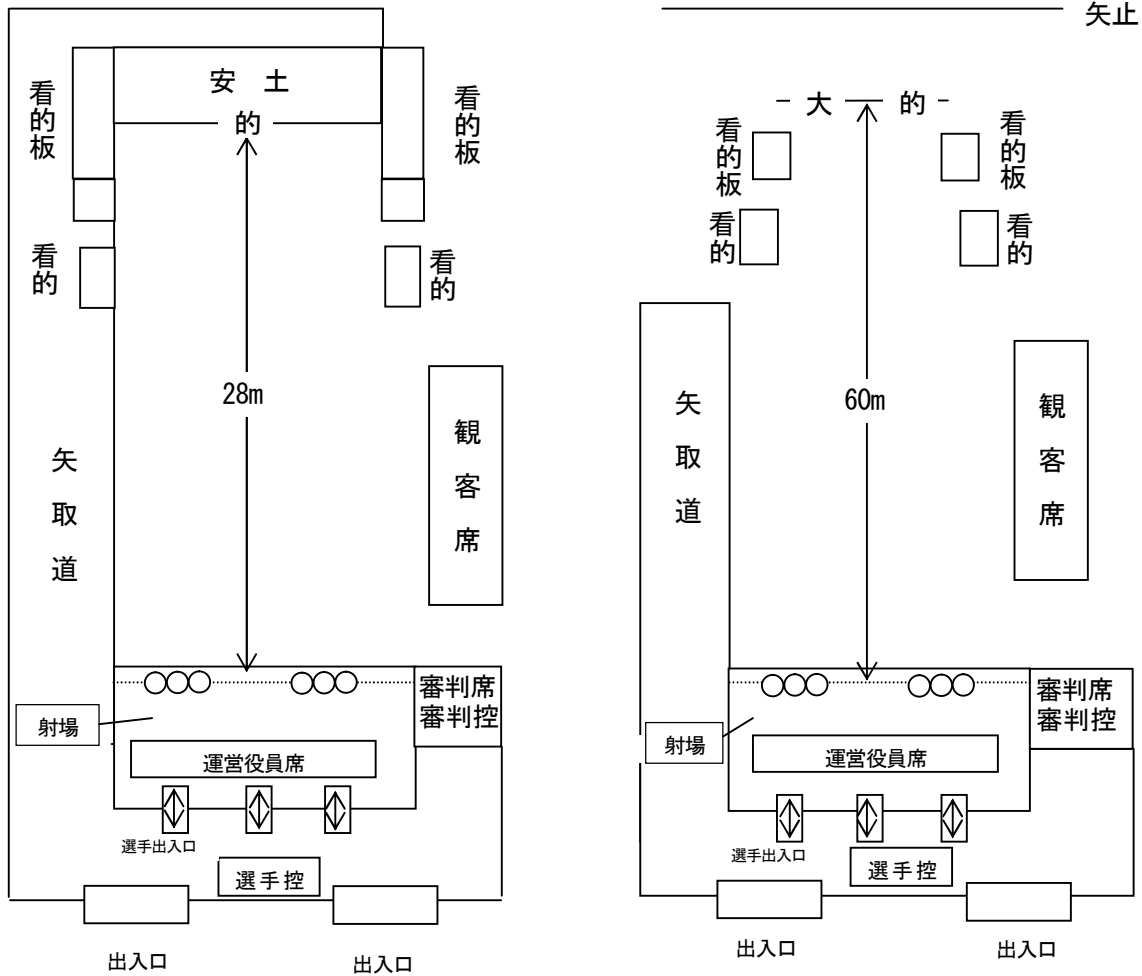 安 土
的
看的板
看的板
看的
看的
28m
矢取道
観客席
審判席
審判控
射場
運営役員席
選手出入口
選手控
出入口
出入口
矢止
大 的
看的板
看的板
看的
看的
60m
矢取道
観客席
審判席
審判控
射場
運営役員席
選手出入口
選手控
出入口
出入口